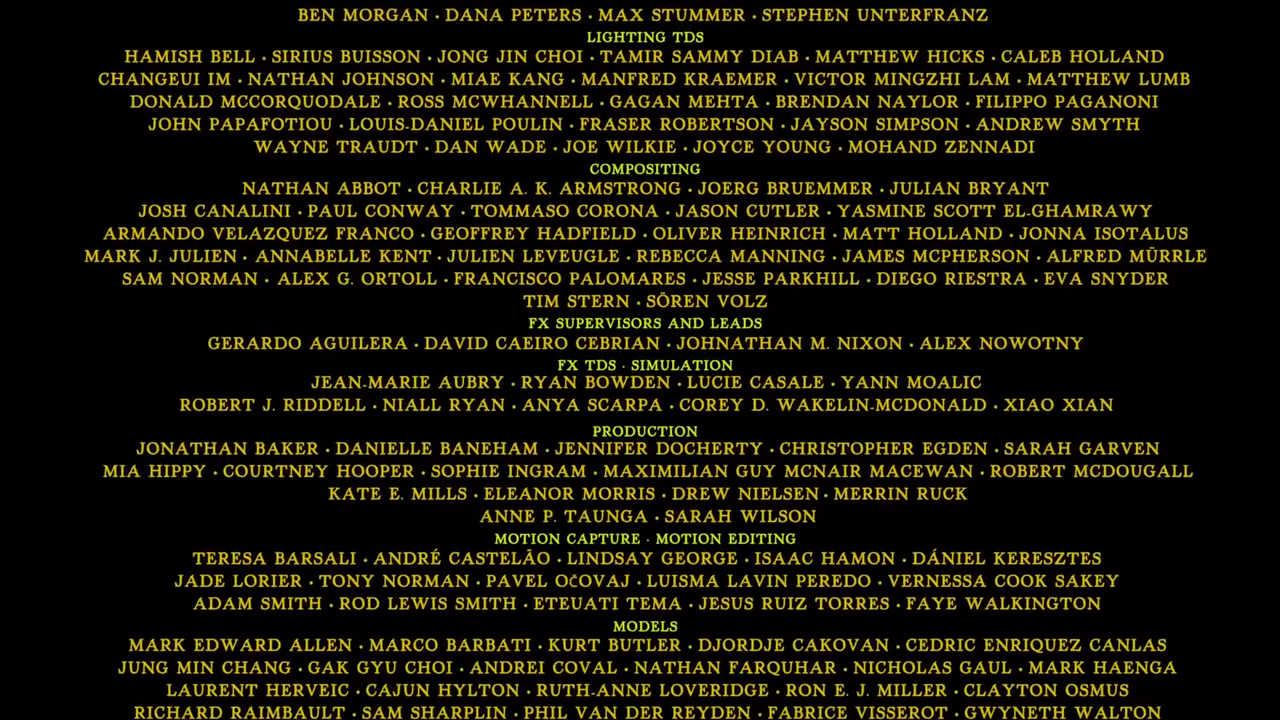 BEN MORGAN · DANA PETERS · MAX STUMMER · STEPHEN UNTERFRANZ
LIGHTING TDS
HAMISH BELL · SIRIUS BUISSON · JONG JIN CHOI · TAMIR SAMMY DIAB · MATTHEW HICKS · CALEB HOLLAND
CHANGEUI IM · NATHAN JOHNSON · MIAE KANG · MANFRED KRAEMER · VICTOR MINGZHI LAM · MATTHEW LUMB
DONALD MCCORQUODALE · ROSS MCWHANNELL · GAGAN MEHTA · BRENDAN NAYLOR · FILIPPO PAGANONI
JOHN PAPAFOTIOU · LOUIS-DANIEL POULIN · FRASER ROBERTSON · JAYSON SIMPSON · ANDREW SMYTH
WAYNE TRAUDT · DAN WADE · JOE WILKIE · JOYCE YOUNG · MOHAND ZENNADI
COMPOSITING
NATHAN ABBOT · CHARLIE A. K. ARMSTRONG · JOERG BRUEMMER · JULIAN BRYANT
JOSH CANALINI · PAUL CONWAY · TOMMASO CORONA · JASON CUTLER · YASMINE SCOTT EL-GHAMRAWY
ARMANDO VELAZQUEZ FRANCO · GEOFFREY HADFIELD · OLIVER HEINRICH · MATT HOLLAND · JONNA ISOTALUS
MARK J. JULIEN · ANNABELLE KENT · JULIEN LEVEUGLE · REBECCA MANNING · JAMES MCPHERSON · ALFRED MÜRRLE
SAM NORMAN · ALEX G. ORTOLL · FRANCISCO PALOMARES · JESSE PARKHILL · DIEGO RIESTRA · EVA SNYDER
TIM STERN · SÖREN VOLZ
FX SUPERVISORS AND LEADS
GERARDO AGUILERA · DAVID CAEIRO CEBRIAN · JOHNATHAN M. NIXON · ALEX NOWOTNY
FX TDS · SIMULATION
JEAN-MARIE AUBRY · RYAN BOWDEN · LUCIE CASALE · YANN MOALIC
ROBERT J. RIDDELL · NIALL RYAN · ANYA SCARPA · COREY D. WAKELIN-MCDONALD · XIAO XIAN
PRODUCTION
JONATHAN BAKER · DANIELLE BANEHAM · JENNIFER DOCHERTY · CHRISTOPHER EGDEN · SARAH GARVEN
MIA HIPPY · COURTNEY HOOPER · SOPHIE INGRAM · MAXIMILIAN GUY MCNAIR MACEWAN · ROBERT MCDOUGALL
KATE E. MILLS · ELEANOR MORRIS · DREW NIELSEN · MERRIN RUCK
ANNE P. TAUNGA · SARAH WILSON
MOTION CAPTURE · MOTION EDITING
TERESA BARSALI · ANDRÉ CASTELÃO · LINDSAY GEORGE · ISAAC HAMON · DÁNIEL KERESZTES
JADE LORIER · TONY NORMAN · PAVEL OČOVAJ · LUISMA LAVIN PEREDO · VERNESSA COOK SAKEY
ADAM SMITH · ROD LEWIS SMITH · ETEUATI TEMA · JESUS RUIZ TORRES · FAYE WALKINGTON
MODELS
MARK EDWARD ALLEN · MARCO BARBATI · KURT BUTLER · DJORDJE CAKOVAN · CEDRIC ENRIQUEZ CANLAS
JUNG MIN CHANG · GAK GYU CHOI · ANDREI COVAL · NATHAN FARQUHAR · NICHOLAS GAUL · MARK HAENGA
LAURENT HERVEIC · CAJUN HYLTON · RUTH-ANNE LOVERIDGE · RON E. J. MILLER · CLAYTON OSMUS
RICHARD RAIMBAULT · SAM SHARPLIN · PHIL VAN DER REYDEN · FABRICE VISSEROT · GWYNETH WALTON